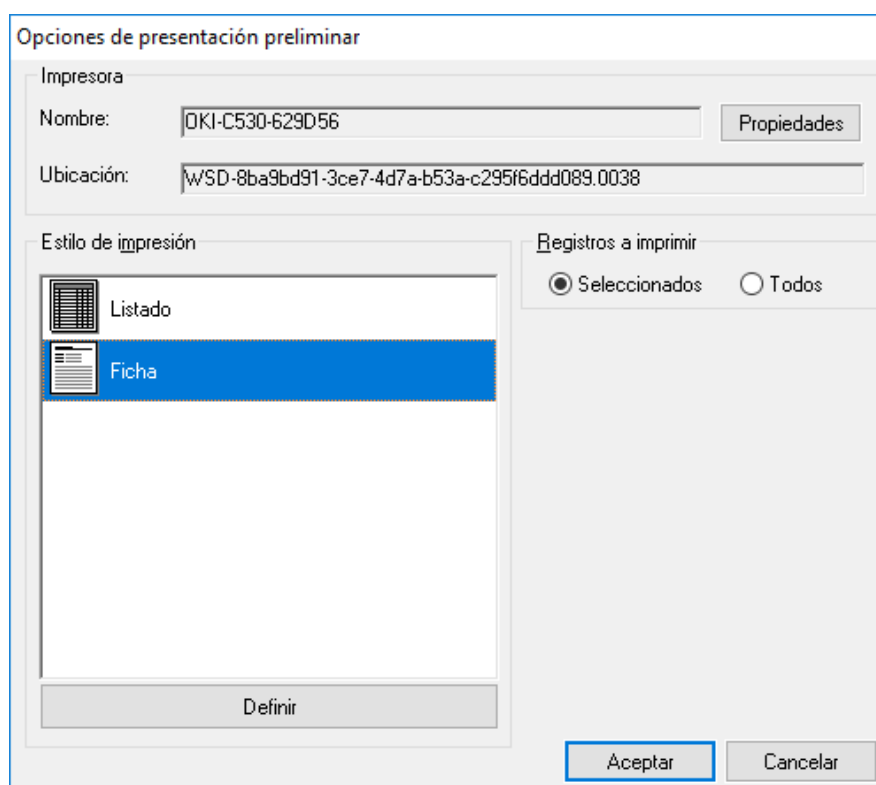 Opciones de presentación preliminar
Impresora
Nombre:
OKI-C530-629D56
Propiedades
Ubicación:
WSD-8ba9bd91-3ce7-4d7a-b53a-c295f6ddd089.0038
Estilo de impresión
Listado
Ficha
Definir
Registros a imprimir
Seleccionados
Todos
Aceptar
Cancelar